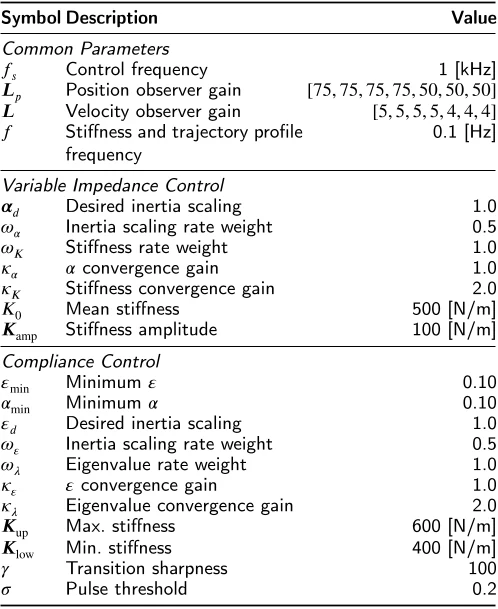 Symbol Description Value
Common Parameters
fₛ Control frequency 1 [kHz]
Lₚ Position observer gain [75, 75, 75, 75, 50, 50, 50]
L Velocity observer gain [5, 5, 5, 5, 4, 4, 4]
f Stiffness and trajectory profile 0.1 [Hz]
frequency
Variable Impedance Control
α_d Desired inertia scaling 1.0
ω_α Inertia scaling rate weight 0.5
ω_K Stiffness rate weight 1.0
κ_α α convergence gain 1.0
κ_K Stiffness convergence gain 2.0
K₀ Mean stiffness 500 [N/m]
K_amp Stiffness amplitude 100 [N/m]
Compliance Control
ε_min Minimum ε 0.10
α_min Minimum α 0.10
ε_d Desired inertia scaling 1.0
ω_ε Inertia scaling rate weight 0.5
ω_λ Eigenvalue rate weight 1.0
κ_ε ε convergence gain 1.0
κ_λ Eigenvalue convergence gain 2.0
K_up Max. stiffness 600 [N/m]
K_low Min. stiffness 400 [N/m]
γ Transition sharpness 100
σ Pulse threshold 0.2